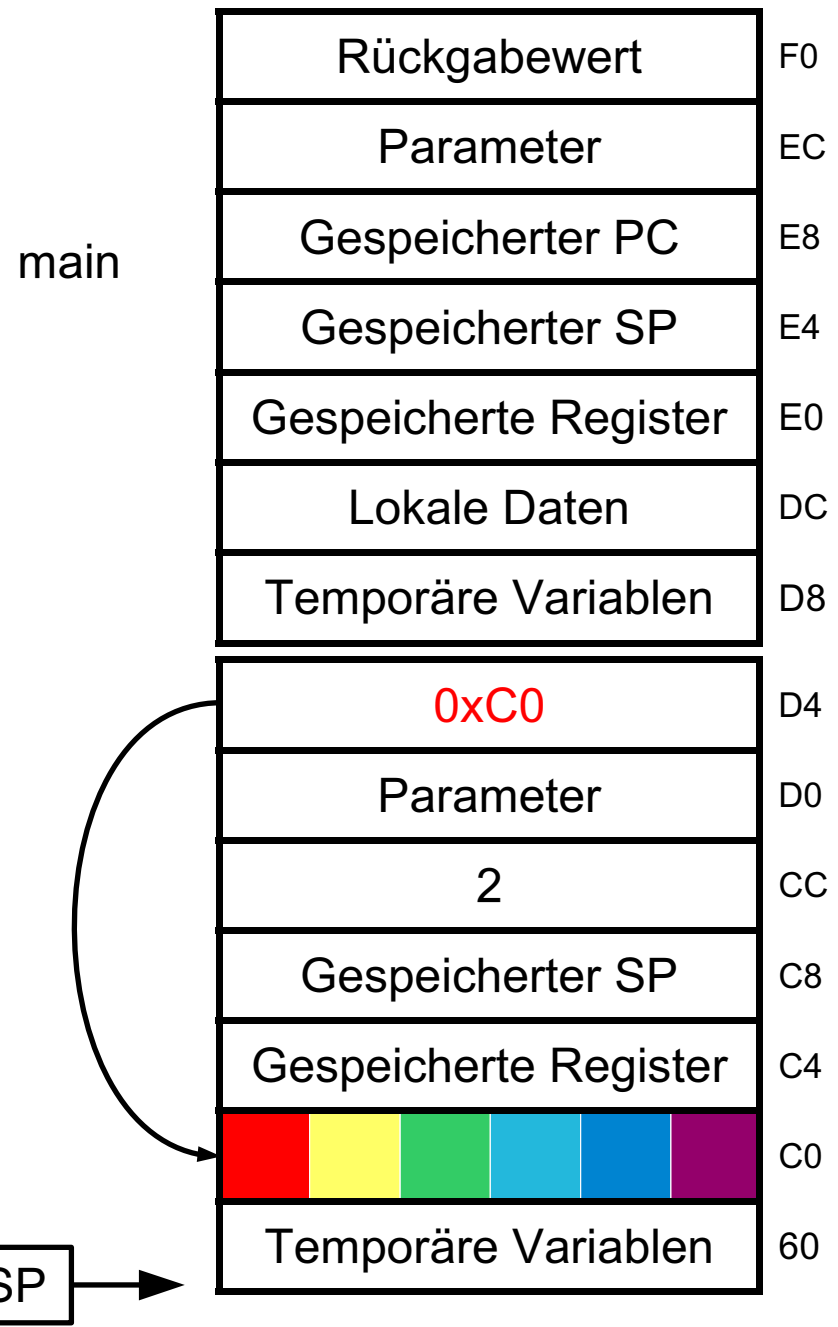 Rückgabewert F0
Parameter EC
Gespeicherter PC E8
main
Gespeicherter SP E4
Gespeicherte Register E0
Lokale Daten DC
Temporäre Variablen D8
0xC0 D4
Parameter D0
2 CC
Gespeicherter SP C8
Gespeicherte Register C4
C0
Temporäre Variablen 60
SP